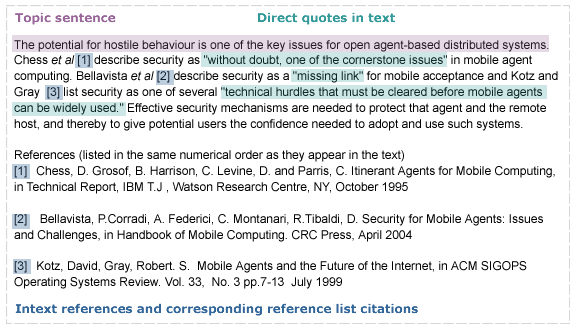 Topic sentence Direct quotes in text
The potential for hostile behaviour is one of the key issues for open agent-based distributed systems.
Chess et al [1] describe security as "without doubt, one of the cornerstone issues" in mobile agent
computing. Bellavista et al [2] describe security as a "missing link" for mobile acceptance and Kotz and
Gray [3] list security as one of several "technical hurdles that must be cleared before mobile agents
can be widely used." Effective security mechanisms are needed to protect that agent and the remote
host, and thereby to give potential users the confidence needed to adopt and use such systems.
References (listed in the same numerical order as they appear in the text)
[1] Chess, D. Grosof, B. Harrison, C. Levine, D. and Parris, C. Itinerant Agents for Mobile Computing,
in Technical Report, IBM T.J , Watson Research Centre, NY, October 1995
[2] Bellavista, P.Corradi, A. Federici, C. Montanari, R.Tibaldi, D. Security for Mobile Agents: Issues
and Challenges, in Handbook of Mobile Computing. CRC Press, April 2004
[3] Kotz, David, Gray, Robert. S. Mobile Agents and the Future of the Internet, in ACM SIGOPS
Operating Systems Review. Vol. 33, No. 3 pp.7-13 July 1999
Intext references and corresponding reference list citations